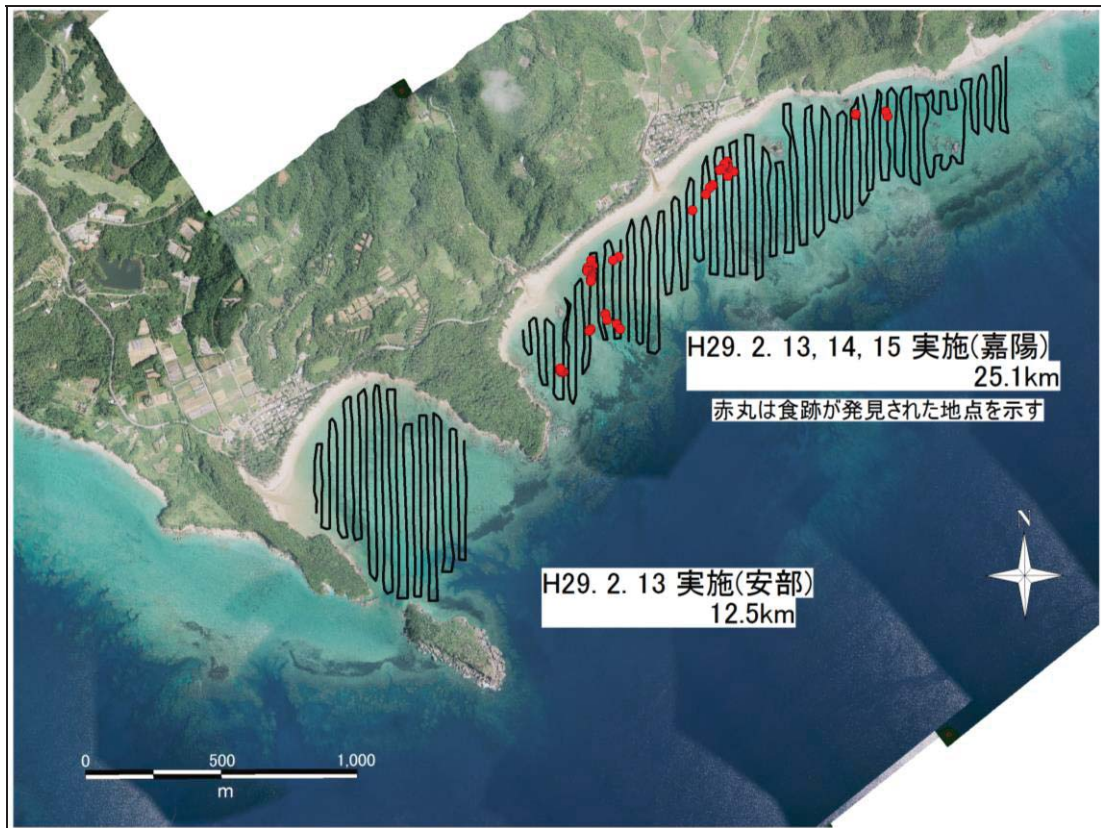 H29. 2. 13, 14, 15 実施(嘉陽)
25.1km
赤丸は食跡が発見された地点を示す
N
H29. 2. 13 実施(安部)
12.5km
0 500 1,000
m